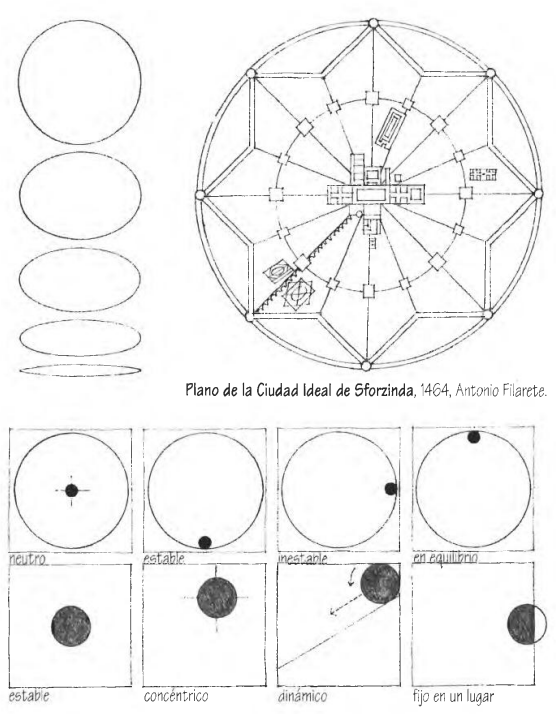 Plano de la Ciudad Ideal de Sforzinda, 1464, Antonio Filarete.
neutro
estable
inestable
en equilibrio
estable
concéntrico
dinámico
fijo en un lugar